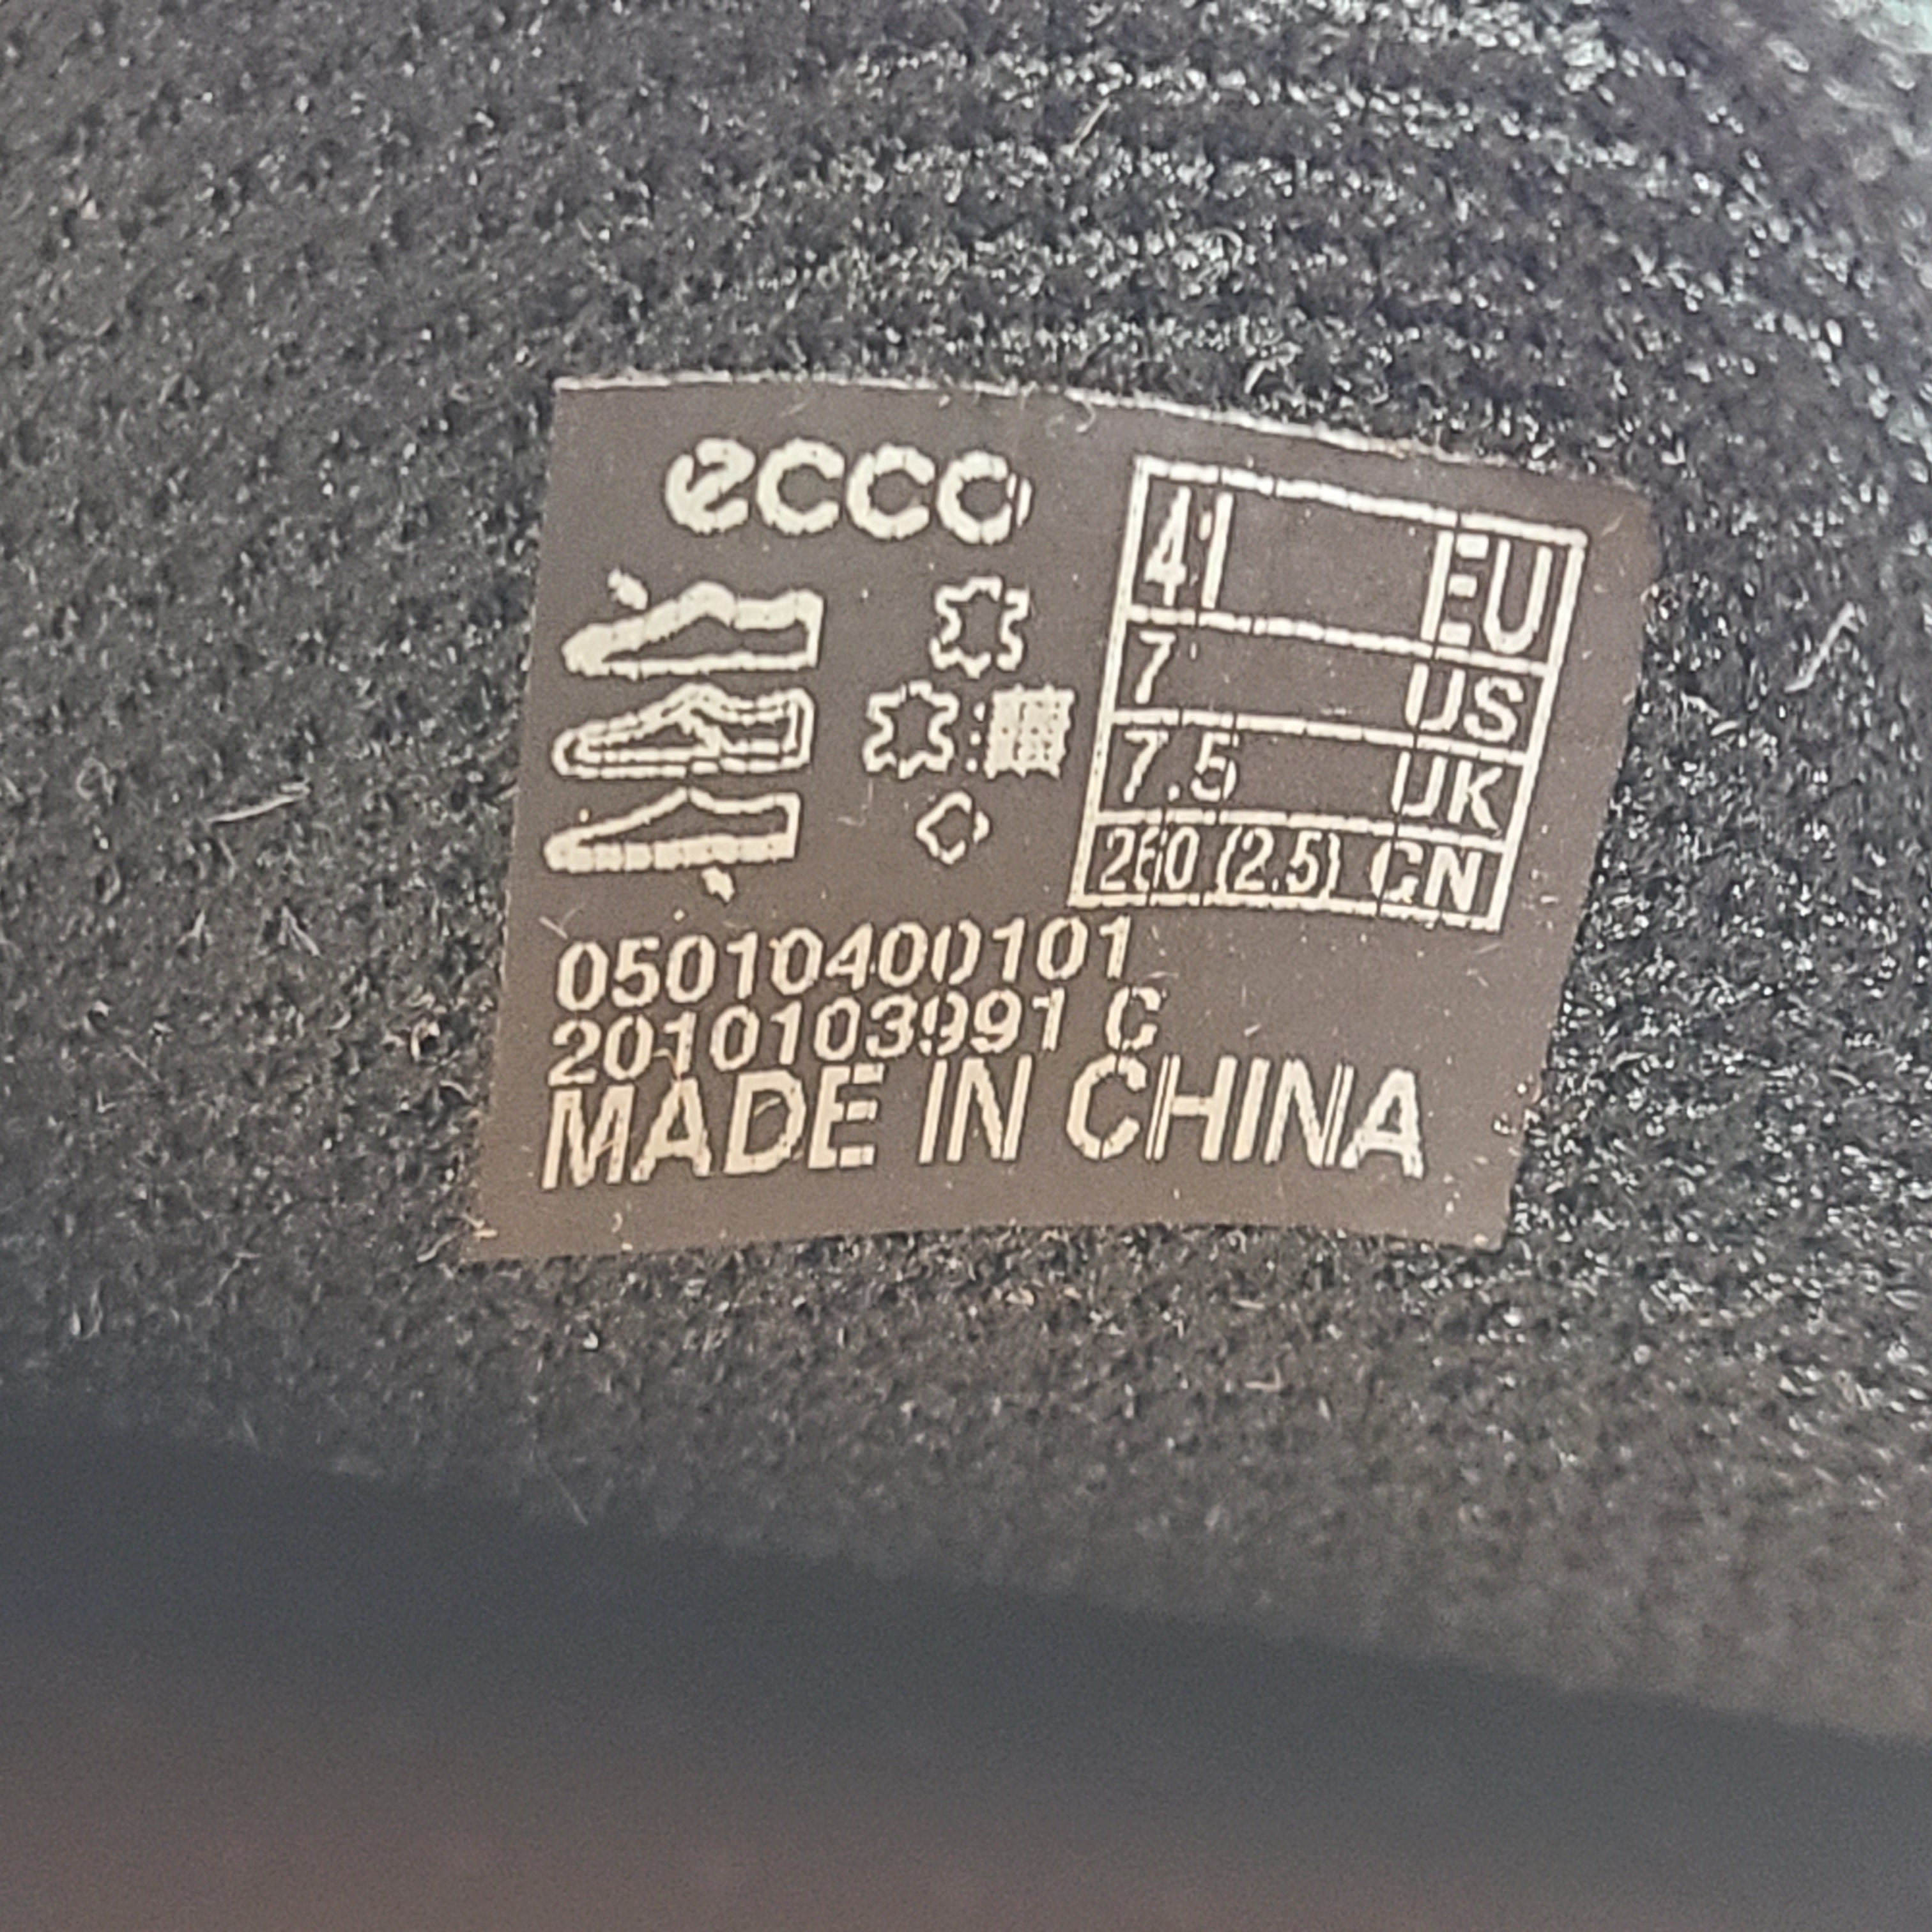 ecco
41 EU
7 US
7.5 UK
260 (2.5) CN
05010400101
2010103991 C
MADE IN CHINA